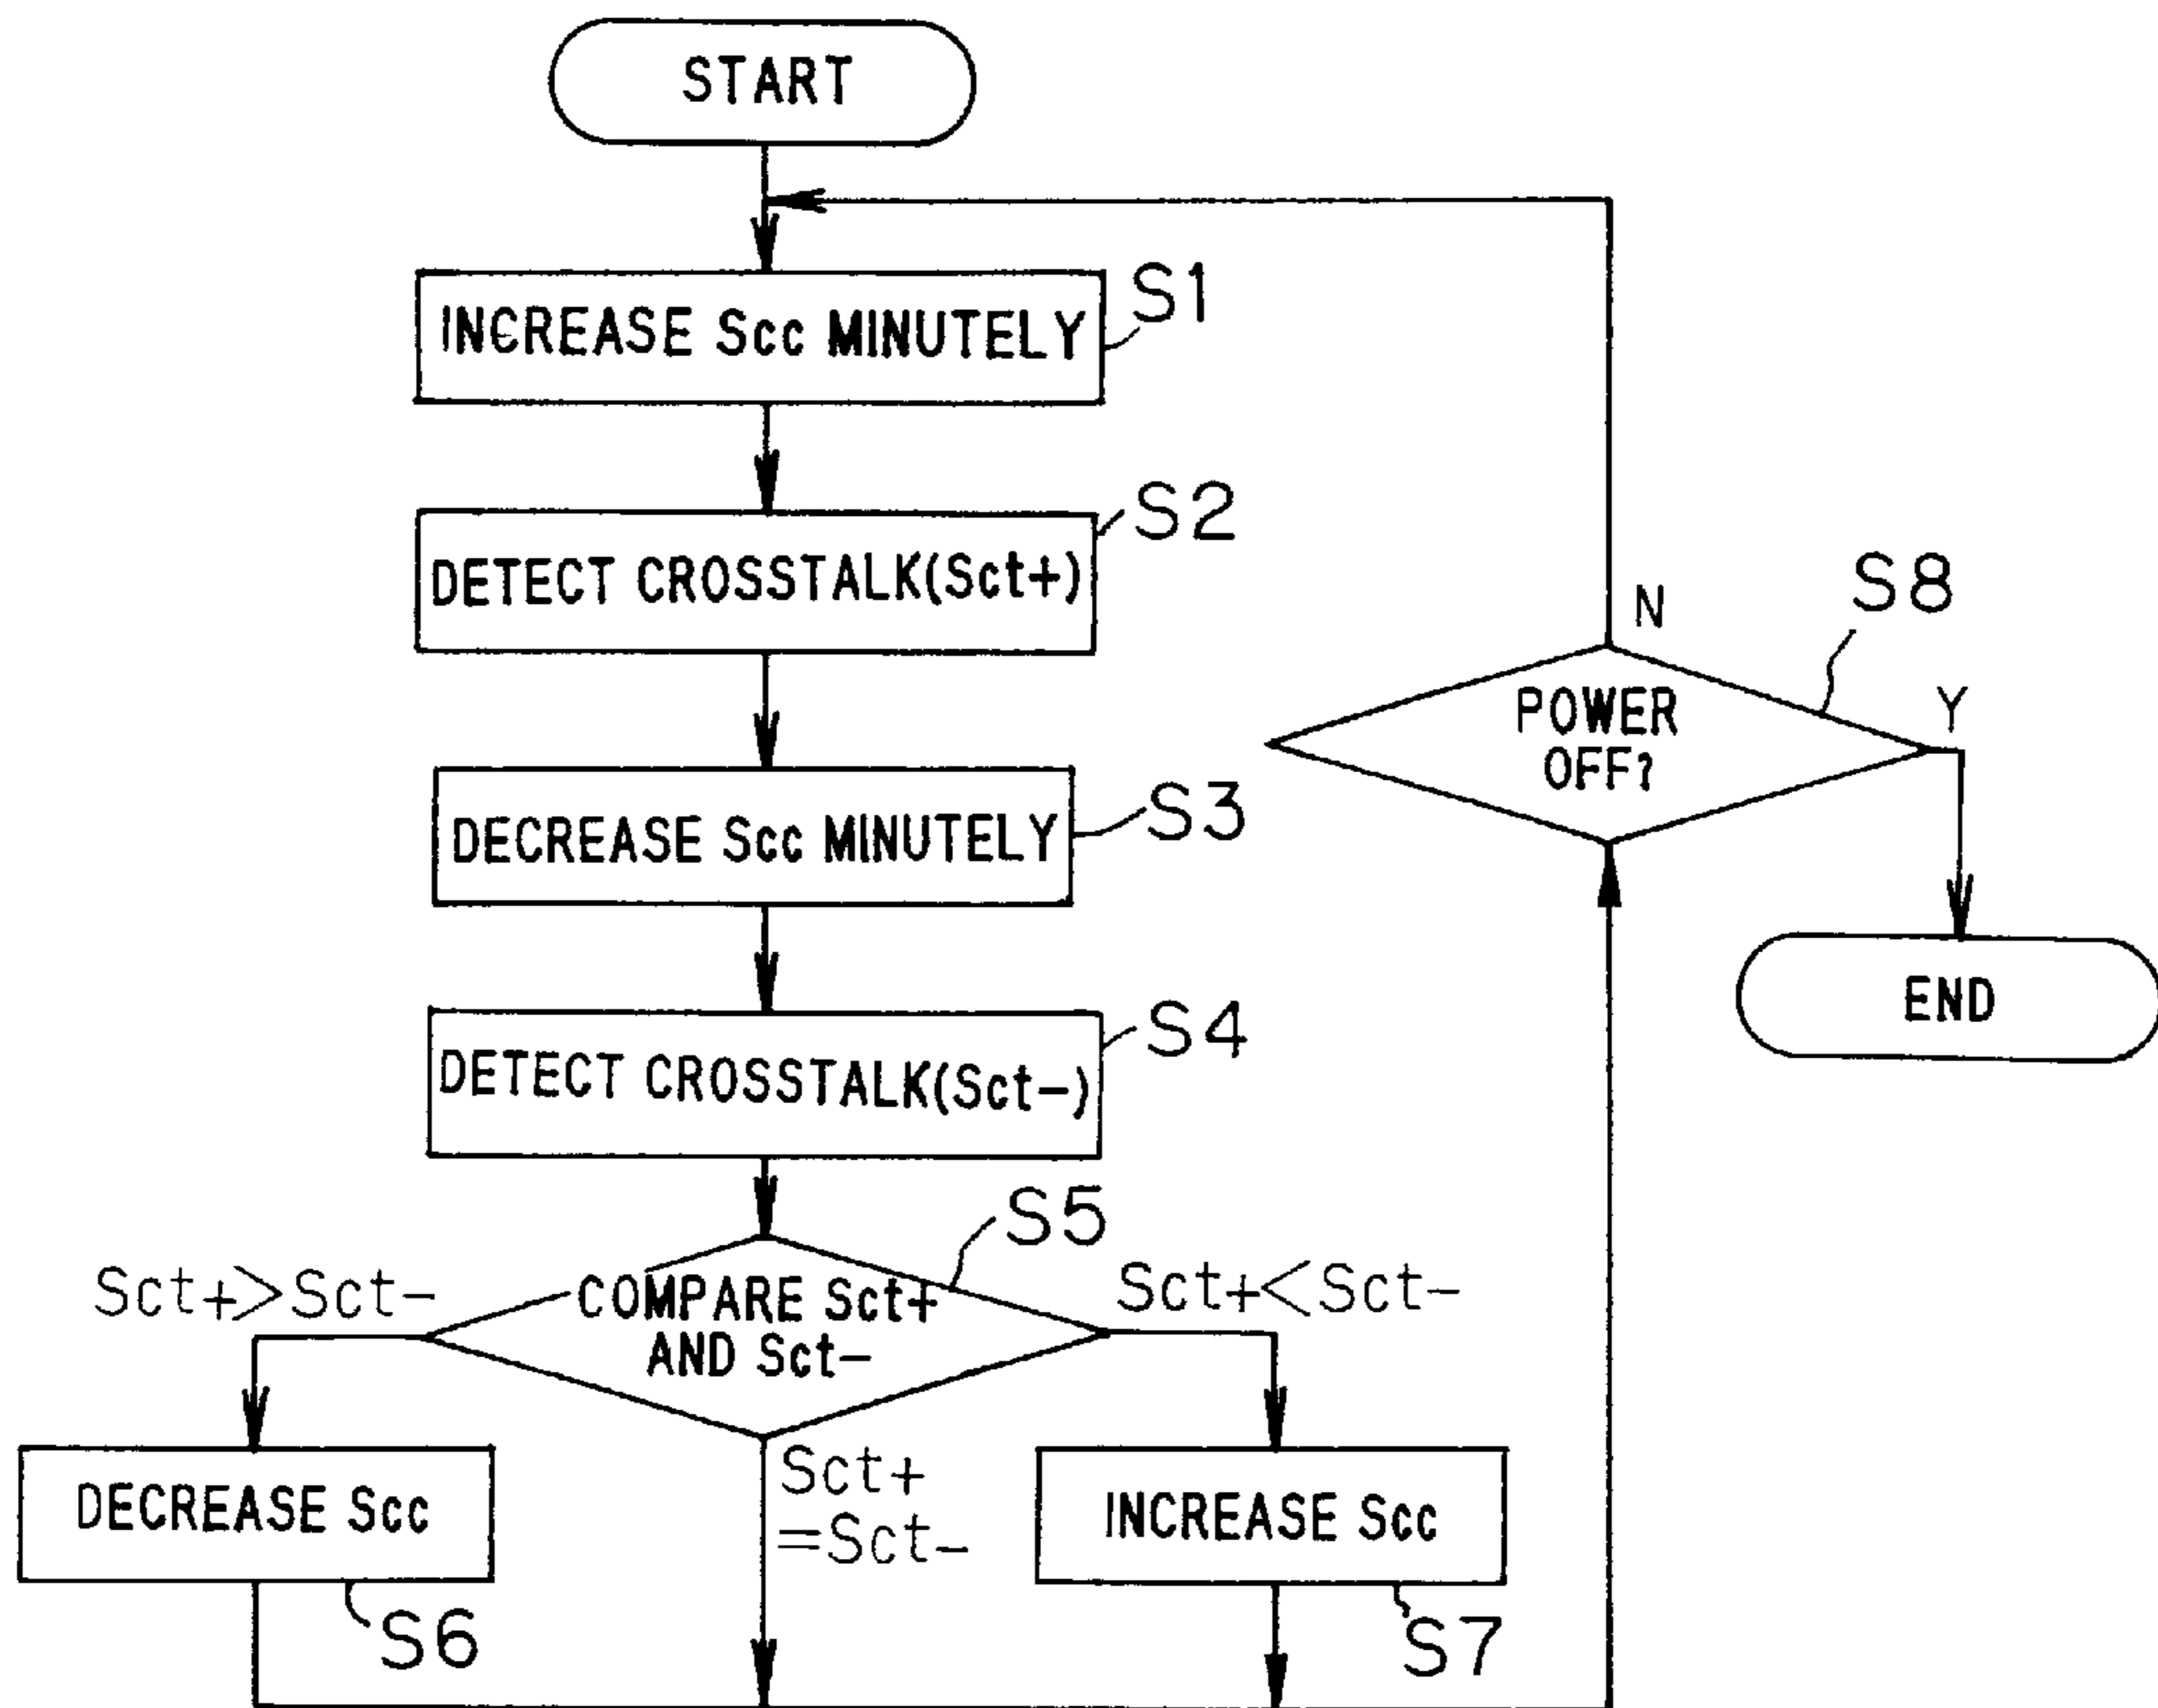 START
INCREASE Scc MINUTELY
S1
DETECT CROSSTALK(Sct+)
S2
DECREASE Scc MINUTELY
S3
DETECT CROSSTALK(Sct-)
S4
COMPARE Sct+
AND Sct-
S5
Sct+>Sct-
Sct+<Sct-
Sct+
=Sct-
DECREASE Scc
S6
INCREASE Scc
S7
POWER
OFF?
S8
N
Y
END